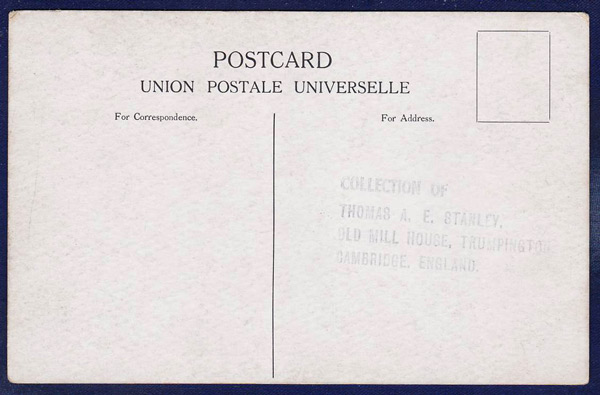 POSTCARD
UNION POSTALE UNIVERSELLE
For Correspondence.
For Address.
COLLECTION OF
THOMAS A. E. STANLEY,
OLD MILL HOUSE, TRUMPINGTON
CAMBRIDGE, ENGLAND.